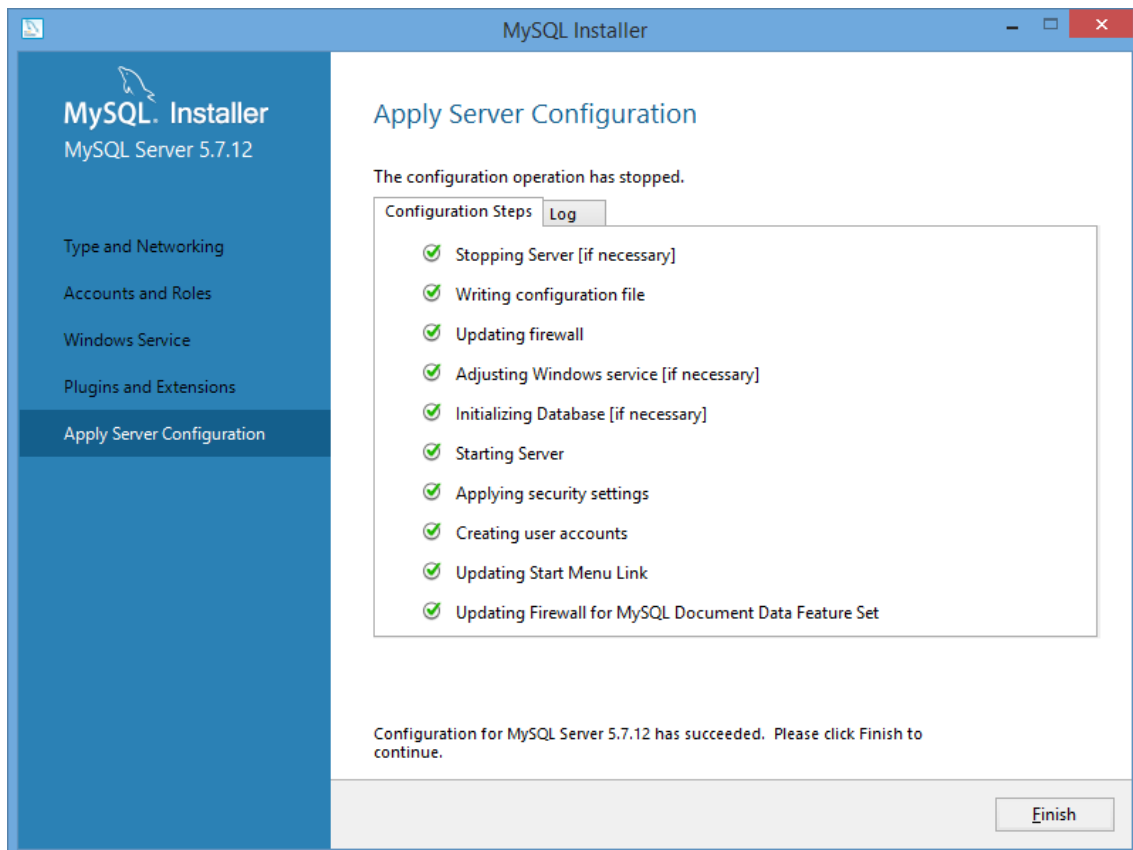 MySQL Installer
MySQL. Installer
MySQL Server 5.7.12
Type and Networking
Accounts and Roles
Windows Service
Plugins and Extensions
Apply Server Configuration
Apply Server Configuration
The configuration operation has stopped.
Configuration Steps
Log
Stopping Server [if necessary]
Writing configuration file
Updating firewall
Adjusting Windows service [if necessary]
Initializing Database [if necessary]
Starting Server
Applying security settings
Creating user accounts
Updating Start Menu Link
Updating Firewall for MySQL Document Data Feature Set
Configuration for MySQL Server 5.7.12 has succeeded. Please click Finish to
continue.
Finish